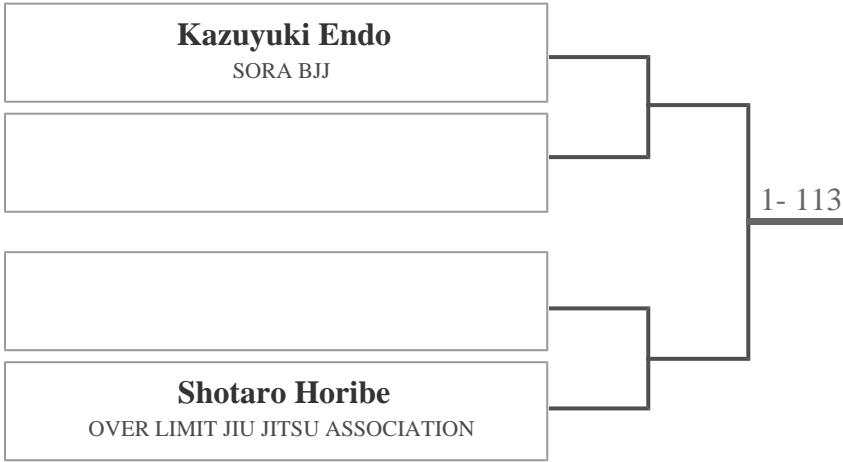 Kazuyuki Endo
SORA BJJ
1- 113
Shotaro Horibe
OVER LIMIT JIU JITSU ASSOCIATION